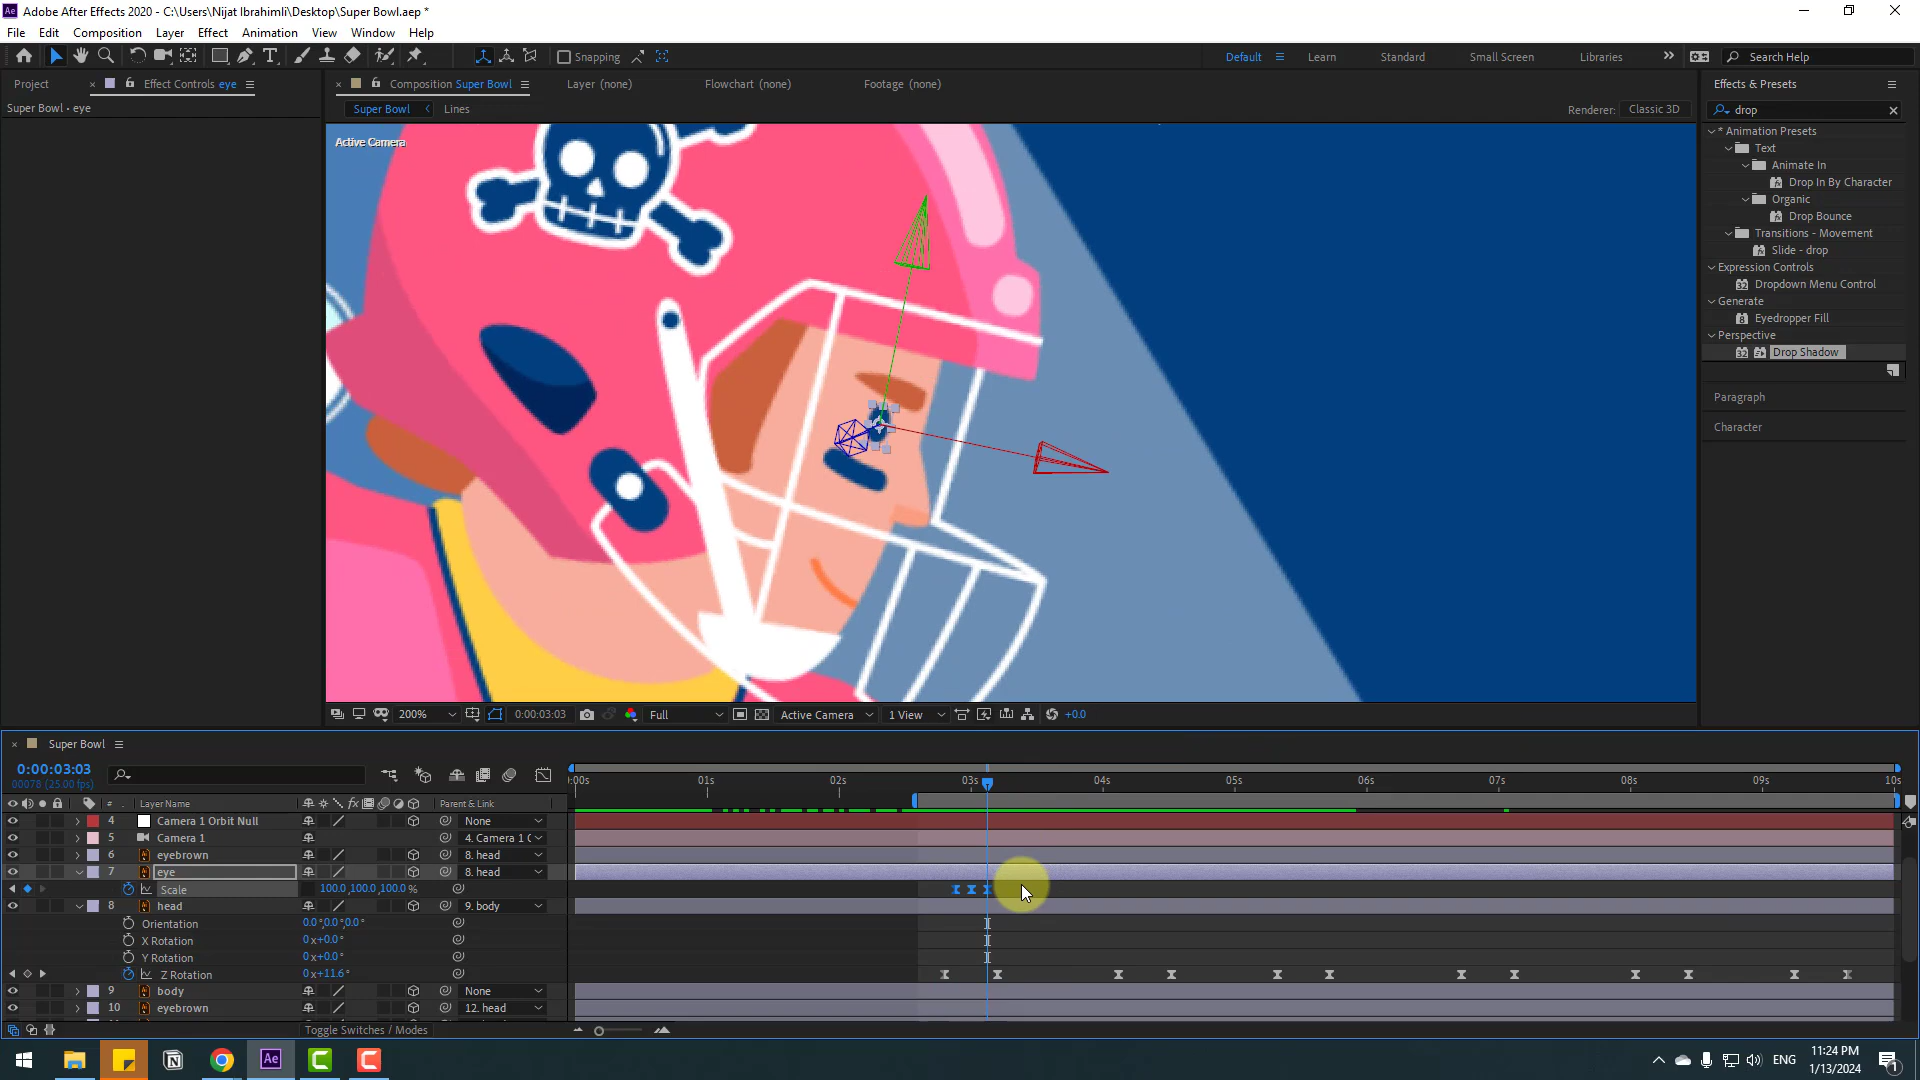 Adobe After Effects 2020 - C:\Users\Nijat Ibrahimli\Desktop\Super Bowl.aep *
File Edit Composition Layer Effect Animation View Window Help
Snapping Default Learn Standard Small Screen Libraries Search Help
Project Effect Controls eye Composition Super Bowl Layer (none) Flowchart (none) Footage (none) Effects & Presets
Super Bowl • eye Super Bowl Lines Renderer: Classic 3D drop
Active Camera
* Animation Presets
Text
Animate In
Drop In By Character
Organic
Drop Bounce
Transitions - Movement
Slide - drop
Expression Controls
32 Dropdown Menu Control
Generate
8 Eyedropper Fill
Perspective
32 Drop Shadow
Paragraph
Character
200% 0:00:03:03 Full Active Camera 1 View +0.0
Super Bowl
0:00:03:03
00078 (25.00 fps)
:00s 01s 02s 03s 04s 05s 06s 07s 08s 09s 10s
# Layer Name Parent & Link
4 Camera 1 Orbit Null None
5 Camera 1 4. Camera 1 O
6 eyebrown 8. head
7 eye 8. head
Scale 100.0,100.0,100.0 %
8 head 9. body
Orientation 0.0°,0.0°,0.0°
X Rotation 0x+0.0°
Y Rotation 0x+0.0°
Z Rotation 0x+11.6°
9 body None
10 eyebrown 12. head
Toggle Switches / Modes
Ae ENG 11:24 PM
1/13/2024 1